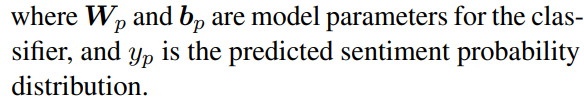 where W_p and b_p are model parameters for the clas-
sifier, and y_p is the predicted sentiment probability
distribution.